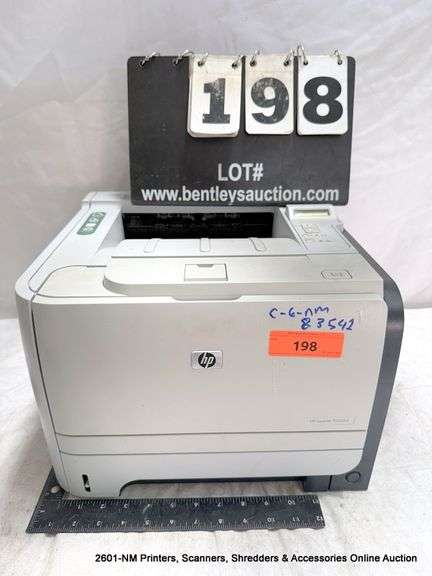 198
LOT#
www.bentleysauction.com
C-6-NM
83542
198
hp
2601-NM Printers, Scanners, Shredders & Accessories Online Auction